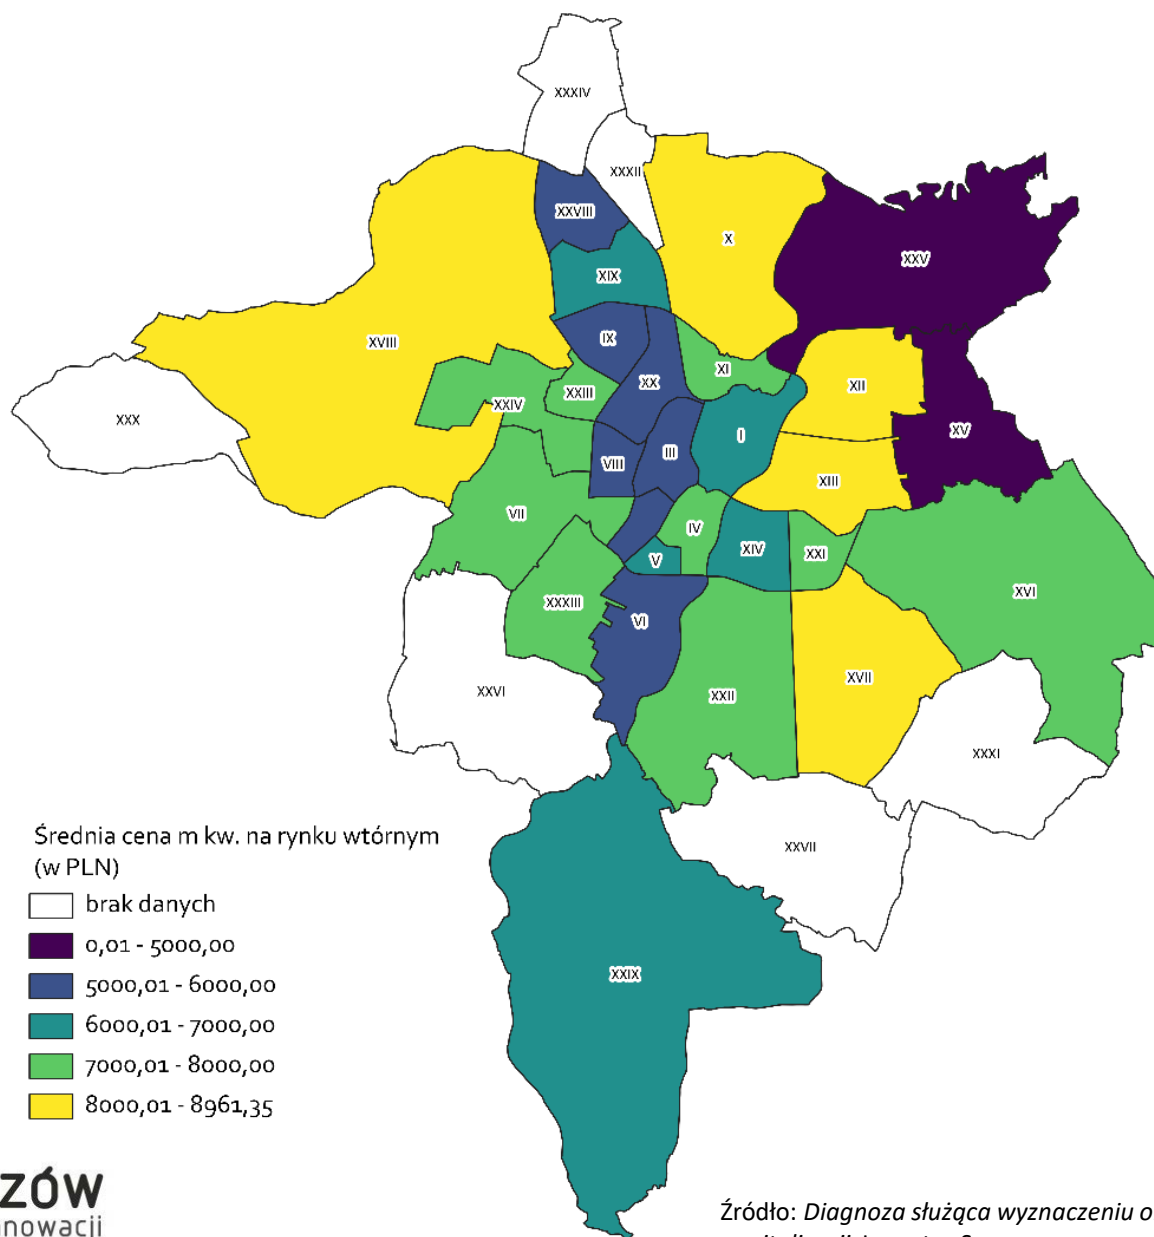 XXXIV
XXXII
XXVIII
X
XXV
XIX
IX
XVIII
XI
XX
XII
XXIII
XXIV
XXX
XV
I
III
VIII
XIII
VII
IV
XIV
XXI
V
XVI
XXXIII
VI
XVII
XXVI
XXII
XXXI
Średnia cena m kw. na rynku wtórnym
(w PLN)
brak danych
0,01 - 5000,00
5000,01 - 6000,00
6000,01 - 7000,00
7000,01 - 8000,00
8000,01 - 8961,35
XXVII
XXIX
ZÓW
nowacji
Źródło: Diagnoza służąca wyznaczeniu o